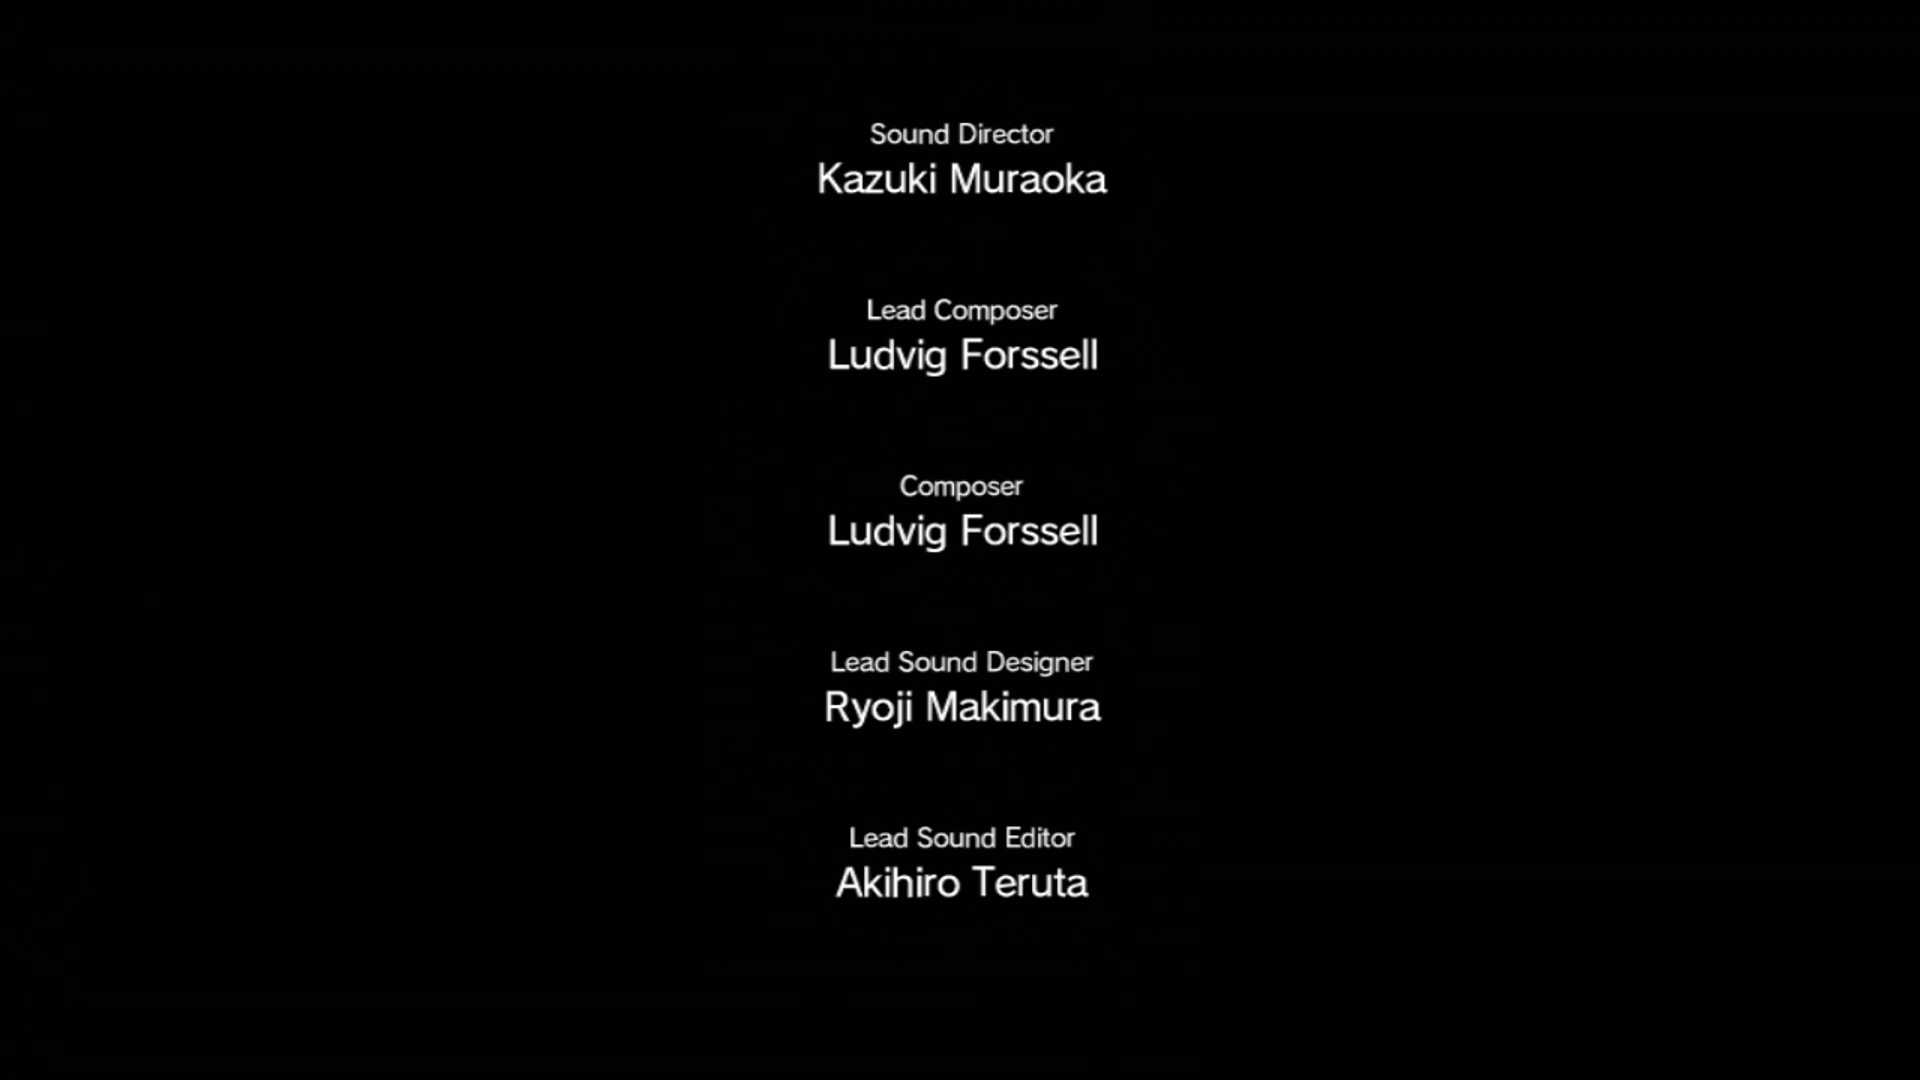 Sound Director
Kazuki Muraoka
Lead Composer
Ludvig Forssell
Composer
Ludvig Forssell
Lead Sound Designer
Ryoji Makimura
Lead Sound Editor
Akihiro Teruta